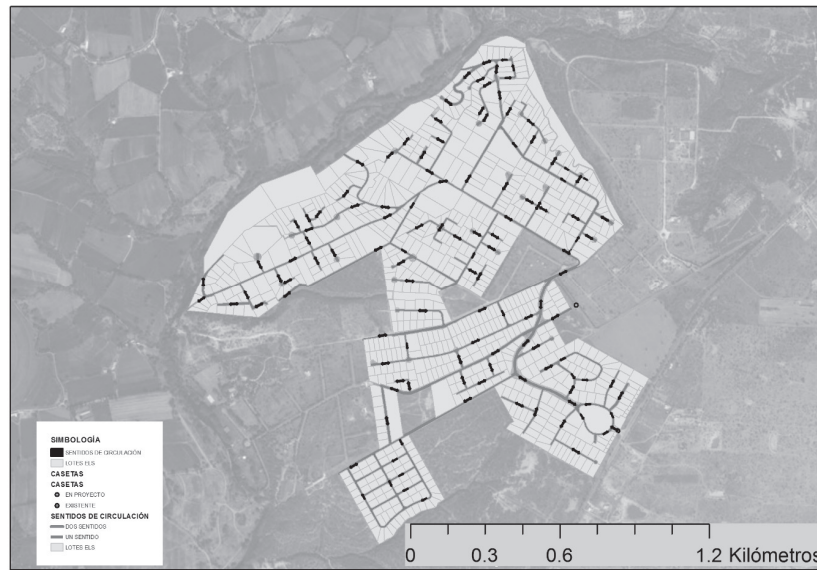 SIMBOLOGÍA
SENTIDOS DE CIRCULACIÓN
LOTES ELS
CASETAS
CASETAS
EN PROYECTO
EXISTENTE
SENTIDOS DE CIRCULACIÓN
DOS SENTIDOS
UN SENTIDO
LOTES ELS
0 0.3 0.6 1.2 Kilómetros